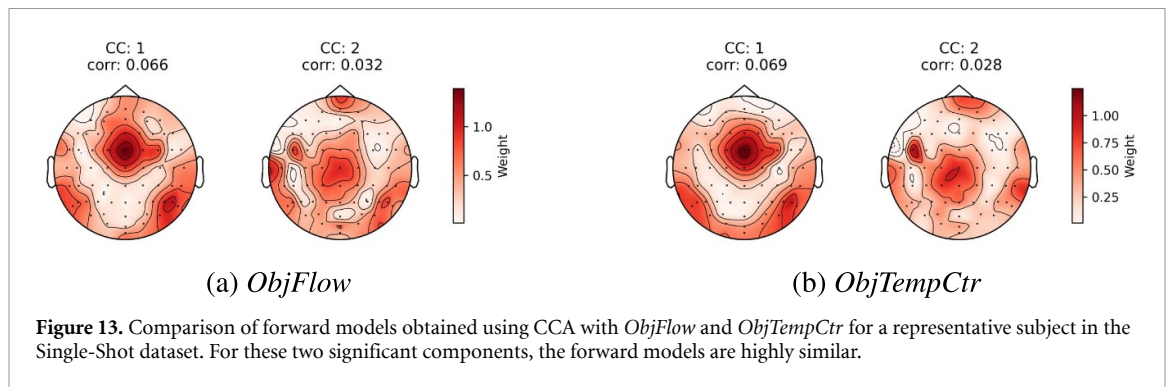 CC: 1
corr: 0.066
CC: 2
corr: 0.032
1.0
0.5
Weight
CC: 1
corr: 0.069
CC: 2
corr: 0.028
1.00
0.75
0.50
0.25
Weight
(a) ObjFlow
(b) ObjTempCtr
Figure 13. Comparison of forward models obtained using CCA with ObjFlow and ObjTempCtr for a representative subject in the
Single-Shot dataset. For these two significant components, the forward models are highly similar.